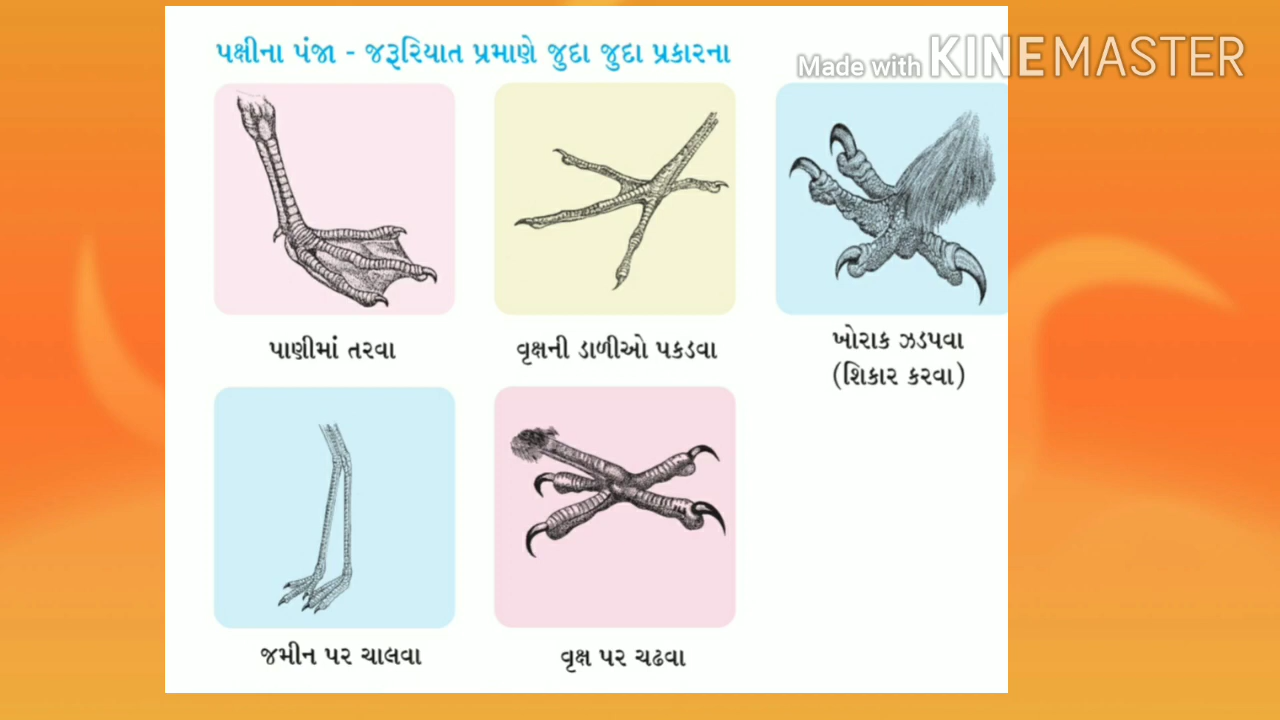 પક્ષીના પંજા - જરૂરિયાત પ્રમાણે જુદા જુદા પ્રકારના
Made with KINEMASTER
પાણીમાં તરવા
વૃક્ષની ડાળીઓ પકડવા
ખોરાક ઝડપવા
(શિકાર કરવા)
જમીન પર ચાલવા
વૃક્ષ પર ચઢવા